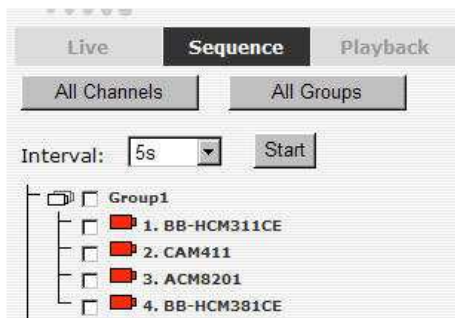 Live Sequence Playback
All Channels All Groups
Interval: 5s Start
Group1
1. BB-HCM311CE
2. CAM411
3. ACM8201
4. BB-HCM381CE